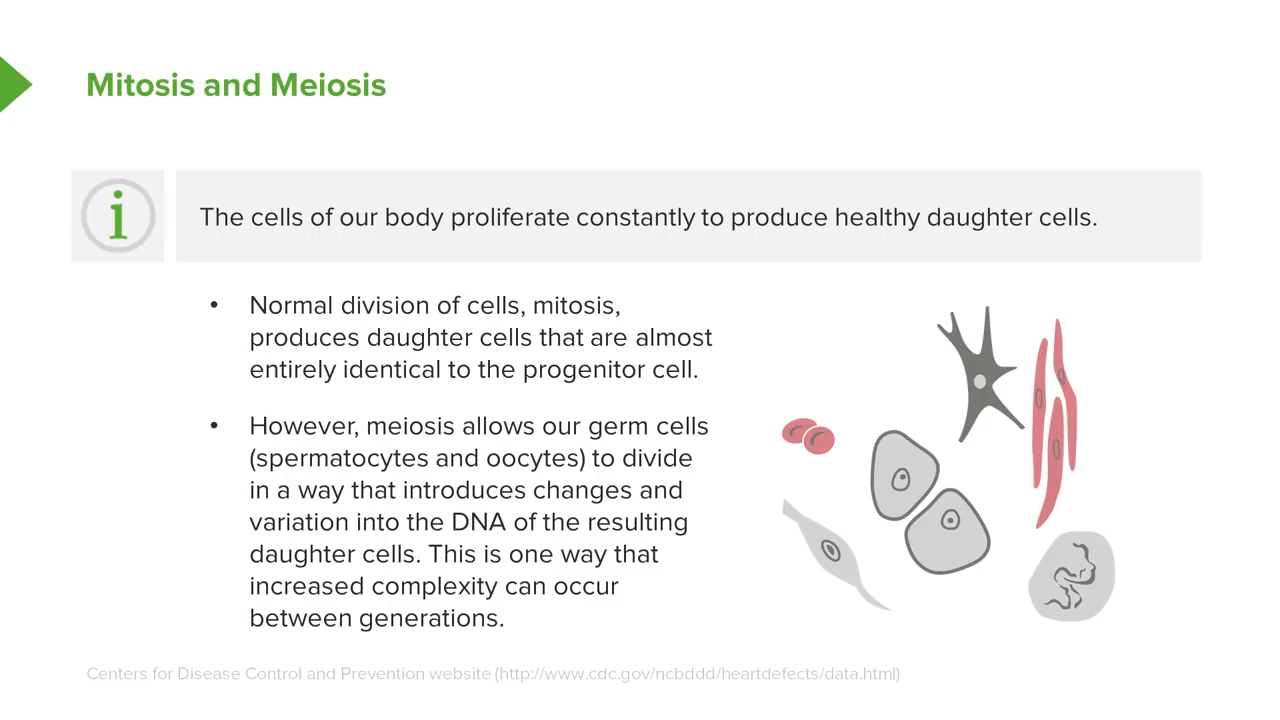 Mitosis and Meiosis
i
The cells of our body proliferate constantly to produce healthy daughter cells.
• Normal division of cells, mitosis,
produces daughter cells that are almost
entirely identical to the progenitor cell.
• However, meiosis allows our germ cells
(spermatocytes and oocytes) to divide
in a way that introduces changes and
variation into the DNA of the resulting
daughter cells. This is one way that
increased complexity can occur
between generations.
Centers for Disease Control and Prevention website (http://www.cdc.gov/ncbddd/heartdefects/data.html)